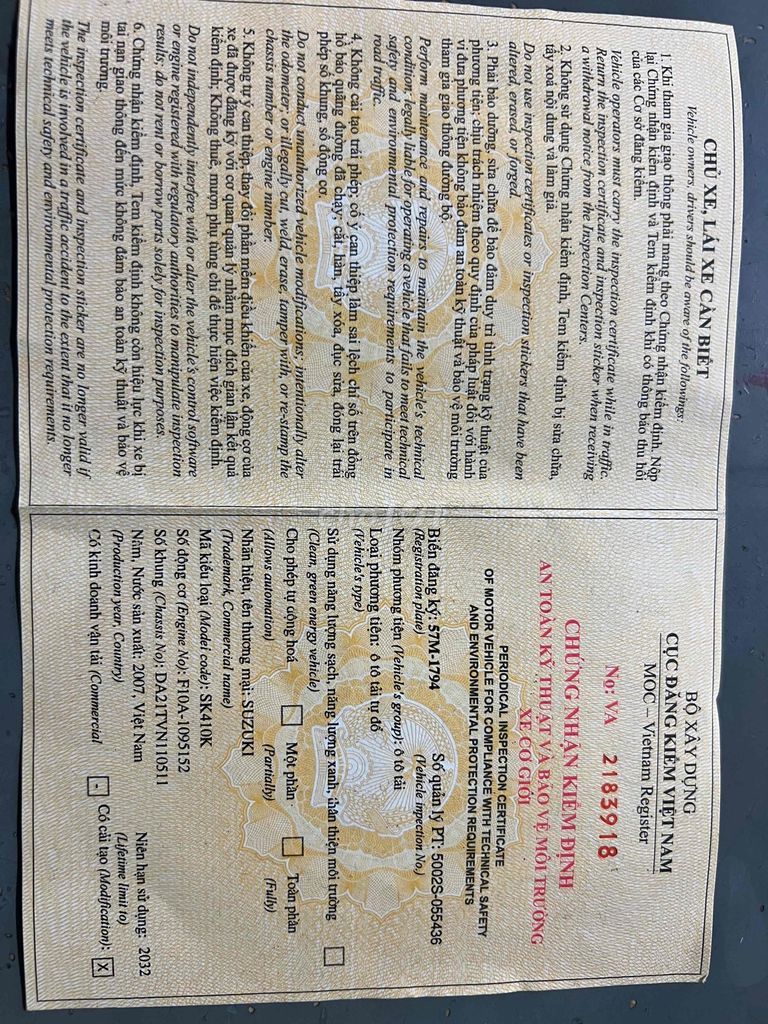 CHỦ XE, LÁI XE CẦN BIẾT
Vehicle owners, drivers should be aware of the followings:
1. Khi tham gia giao thông phải mang theo Chứng nhận kiểm định. Nộp
lại Chứng nhận kiểm định và Tem kiểm định khi có thông báo thu hồi
của các Cơ sở đăng kiểm.
Vehicle operators must carry the inspection certificate while in traffic.
Return the inspection certificate and inspection sticker when receiving
a withdrawal notice from the Inspection Centers.
2. Không sử dụng Chứng nhận kiểm định, Tem kiểm định bị sửa chữa,
tẩy xoá nội dung và làm giả.
Do not use inspection certificates or inspection stickers that have been
altered, erased, or forged.
3. Phải bảo dưỡng, sửa chữa để bảo đảm duy trì tình trạng kỹ thuật của
phương tiện; chịu trách nhiệm theo quy định của pháp luật đối với hành
vi đưa phương tiện không bảo đảm an toàn kỹ thuật và bảo vệ môi trường
tham gia giao thông đường bộ.
Perform maintenance and repairs to maintain the vehicle's technical
condition; legally liable for operating a vehicle that fails to meet technical
safety and environmental protection requirements to participate in
road traffic.
4. Không cải tạo trái phép; cố ý can thiệp làm sai lệch chỉ số trên đồng
hồ báo quãng đường đã chạy; cắt, hàn, tẩy xóa, đục sửa, đóng lại trái
phép số khung, số động cơ.
Do not conduct unauthorized vehicle modifications; intentionally alter
the odometer, or illegally cut, weld, erase, tamper with, or re-stamp the
chassis number or engine number.
5. Không tự ý can thiệp, thay đổi phần mềm điều khiển của xe, động cơ của
xe đã được đăng ký với cơ quan quản lý nhằm mục đích gian lận kết quả
kiểm định; Không thuê, mượn phụ tùng chỉ để thực hiện việc kiểm định.
Do not independently interfere with or alter the vehicle's control software
or engine registered with regulatory authorities to manipulate inspection
results; do not rent or borrow parts solely for inspection purposes.
6. Chứng nhận kiểm định, Tem kiểm định không còn hiệu lực khi xe bị
tai nạn giao thông đến mức không đảm bảo an toàn kỹ thuật và bảo vệ
môi trường.
The inspection certificate and inspection sticker are no longer valid if
the vehicle is involved in a traffic accident to the extent that it no longer
meets technical safety and environmental protection requirements.
BỘ XÂY DỰNG
CỤC ĐĂNG KIỂM VIỆT NAM
MOC – Vietnam Register
No: VA 2183918
CHỨNG NHẬN KIỂM ĐỊNH
AN TOÀN KỸ THUẬT VÀ BẢO VỆ MÔI TRƯỜNG
XE CƠ GIỚI
PERIODICAL INSPECTION CERTIFICATE
OF MOTOR VEHICLE FOR COMPLIANCE WITH TECHNICAL SAFETY
AND ENVIRONMENTAL PROTECTION REQUIREMENTS
Biển đăng ký: 57M-1794 Số quản lý PT: 5002S-055436
(Registration plate) (Vehicle inpection No.)
Nhóm phương tiện (Vehicle's group): ô tô tải
Loại phương tiện: ô tô tải tự đổ
(Vehicle's type)
Sử dụng năng lượng sạch, năng lượng xanh, thân thiện môi trường
(Clean, green energy vehicle)
Cho phép tự động hoá Một phần Toàn phần
(Allows automation) (Partially) (Fully)
Nhãn hiệu, tên thương mại: SUZUKI
(Trademark, Commercial name)
Mã kiểu loại (Model code): SK410K
Số động cơ (Engine No): F10A-1095152
Số khung (Chassis No): DA21TVN110511
Năm, Nước sản xuất: 2007, Việt Nam Niên hạn sử dụng: 2032
(Production year, Country) (Lifetime limit to)
Có kinh doanh vận tải (Commercial - Có cải tạo (Modification): X